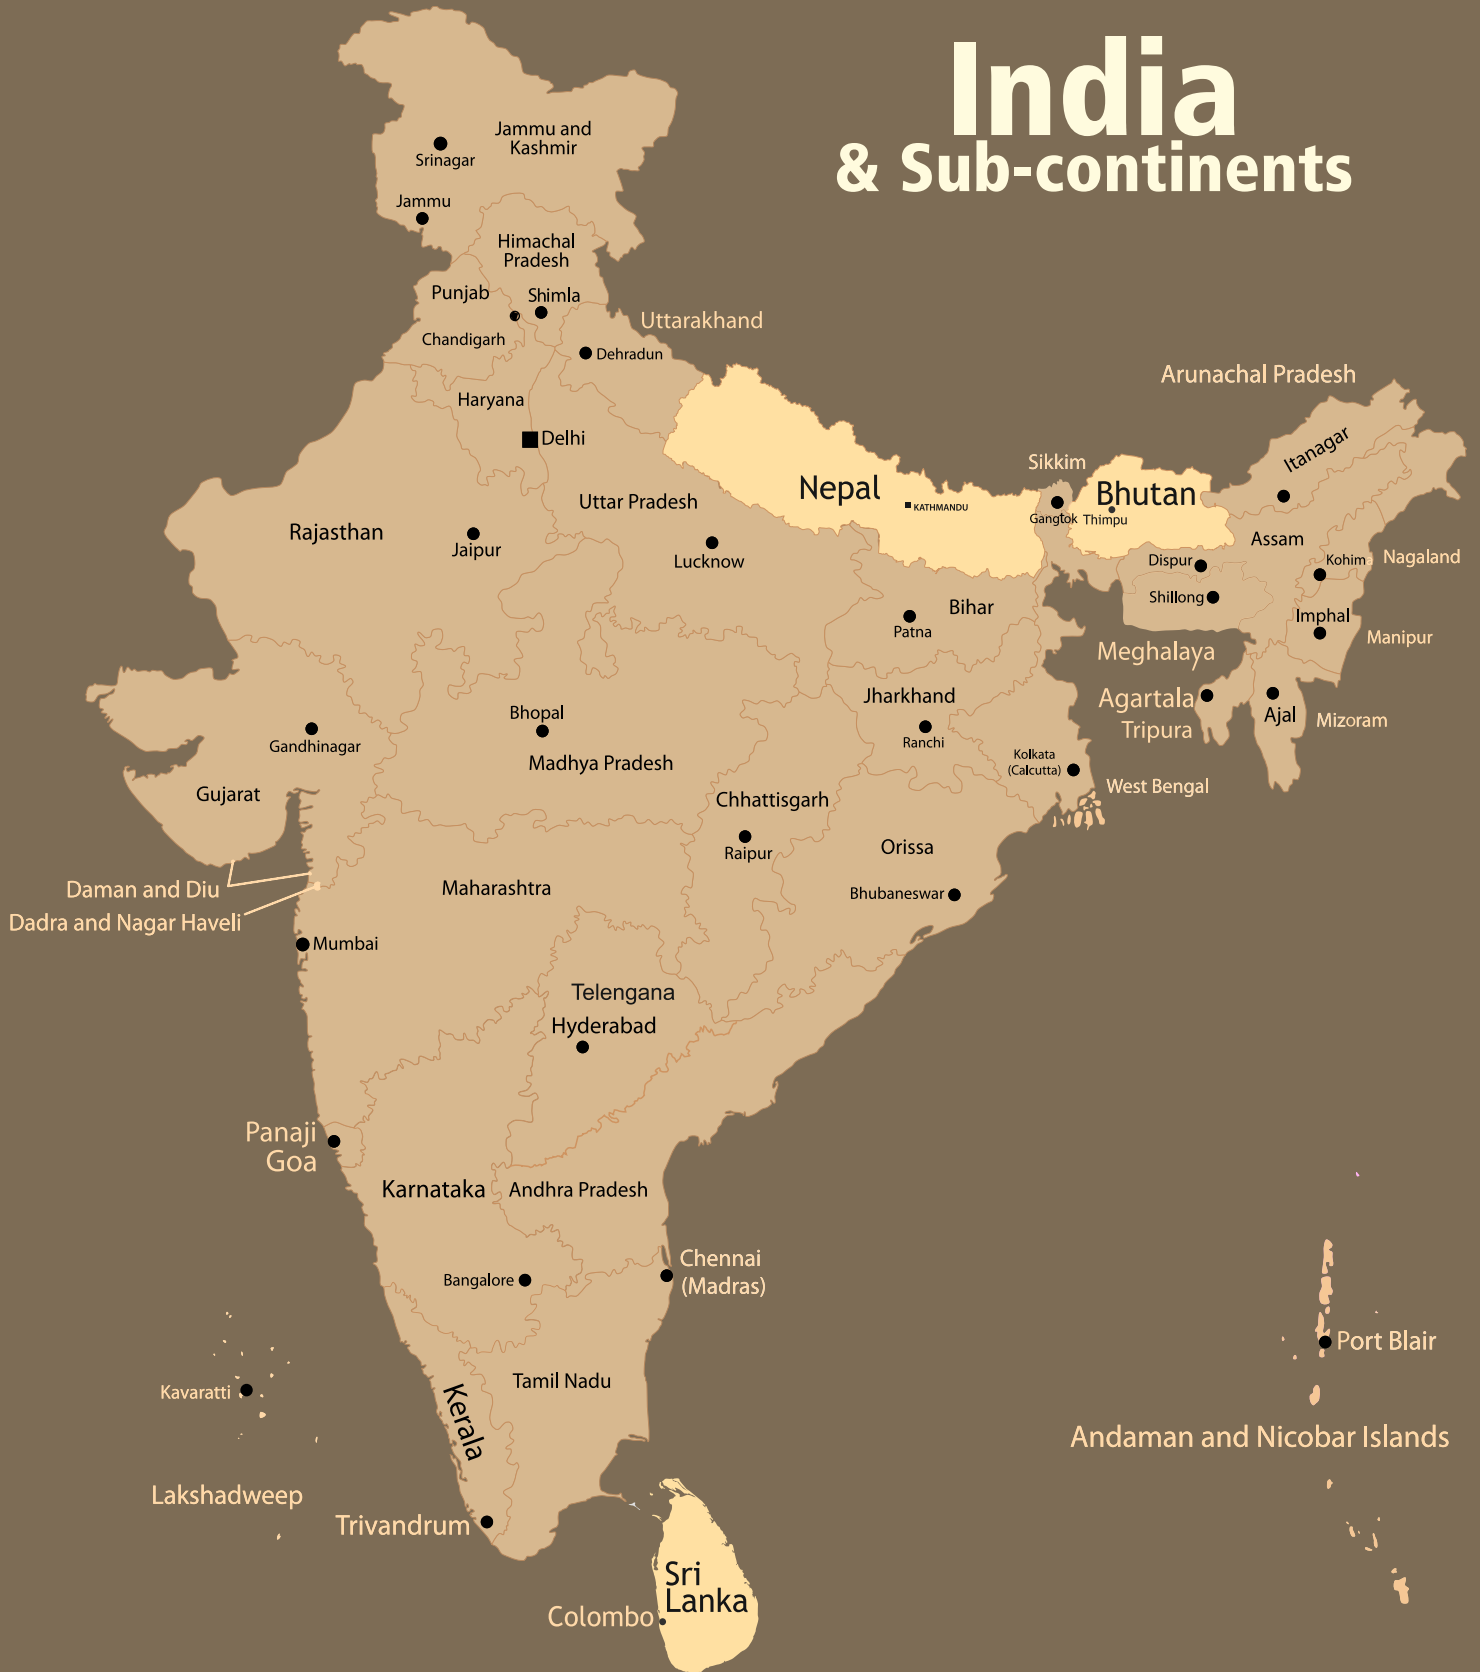 India
& Sub-continents
Jammu and
Kashmir
Srinagar
Jammu
Himachal
Pradesh
Punjab
Shimla
Chandigarh
Uttarakhand
Dehradun
Haryana
Delhi
Arunachal Pradesh
Itanagar
Sikkim
Nepal
KATHMANDU
Bhutan
Gangtok
Thimpu
Uttar Pradesh
Rajasthan
Jaipur
Lucknow
Assam
Dispur
Kohim
Nagaland
Shillong
Bihar
Patna
Imphal
Manipur
Meghalaya
Jharkhand
Agartala
Tripura
Ajal
Mizoram
Bhopal
Gandhinagar
Ranchi
Kolkata
(Calcutta)
Madhya Pradesh
West Bengal
Gujarat
Chhattisgarh
Raipur
Orissa
Daman and Diu
Maharashtra
Bhubaneswar
Dadra and Nagar Haveli
Mumbai
Telengana
Hyderabad
Panaji
Goa
Karnataka
Andhra Pradesh
Chennai
(Madras)
Bangalore
Port Blair
Kavaratti
Tamil Nadu
Kerala
Andaman and Nicobar Islands
Lakshadweep
Trivandrum
Sri
Lanka
Colombo